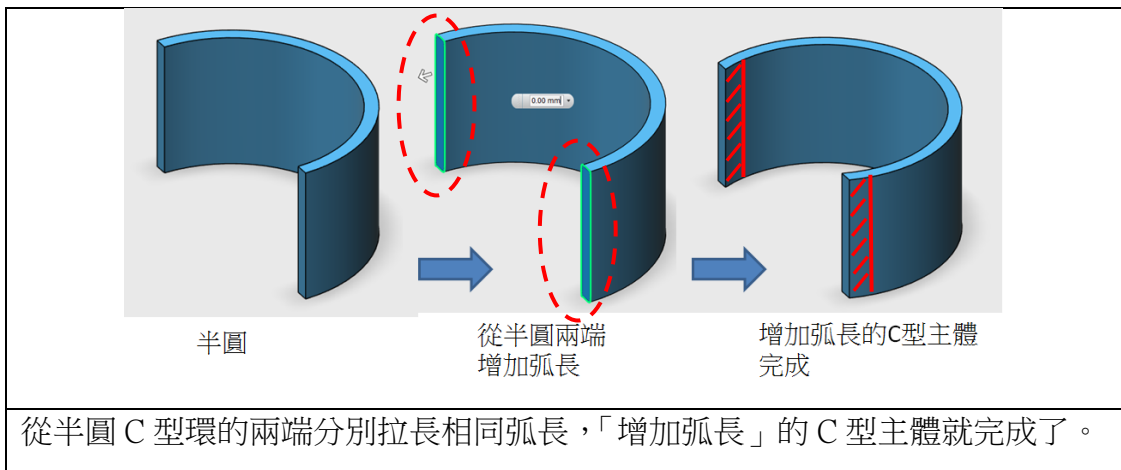 0.00 mm
半圓
從半圓兩端
增加弧長
增加弧長的C型主體
完成
從半圓 C 型環的兩端分別拉長相同弧長，「增加弧長」的 C 型主體就完成了。